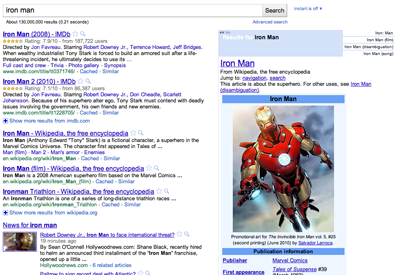 iron man
Search
Instant is off
About 130,000,000 results (0.21 seconds)
Advanced search
Iron Man (2008) - IMDb
Rating: 7.9/10 - from 187,722 users
Directed by Jon Favreau. Starring Robert Downey Jr., Terrence Howard, Jeff Bridges.
When wealthy industrialist Tony Stark is forced to build an armored suit after a life-
threatening incident, he ultimately decides to use its ...
Full cast and crew - Trivia - Photo gallery - Synopsis
www.imdb.com/title/tt0371746/ - Cached - Similar
Iron Man 2 (2010) - IMDb
Rating: 7.1/10 - from users
Directed by Jon Favreau. With Robert Downey Jr., Don Cheadle, Scarlett
Johansson. Because of his superhero alter ego, Tony Stark must contend with deadly
issues involving the government, his own friends and new enemies.
www.imdb.com/title/tt1228705/ - Cached - Similar
Show more results from imdb.com
Iron Man - Wikipedia, the free encyclopedia
Iron Man (Anthony Edward "Tony" Stark) is a fictional character, a superhero in the
Marvel Comics Universe. The character first appeared in Tales of ...
Man (film) - Iron Man 2 - Iron Man's armor - Enemies
en.wikipedia.org/wiki/Iron_Man - Cached - Similar
Iron Man (film) - Wikipedia, the free encyclopedia
Iron Man is a 2008 American superhero film based on the Marvel Comics ...
en.wikipedia.org/wiki/Iron_Man_(film) - Cached - Similar
Ironman Triathlon - Wikipedia, the free encyclopedia
An Ironman Triathlon is one of a series of long-distance triathlon races ...
en.wikipedia.org/wiki/Ironman_Triathlon - Cached - Similar
Show more results from wikipedia.org
News for iron man
Robert Downey Jr., Iron Man to face international threat?
19 minutes ago
By Sean O'Connell Hollywoodnews.com: Shane Black, recently hired
to helm an announced third installment of the "Iron Man" franchise,
opened up a little ...
Hollywoodnews.com - 6 related articles
Results for Iron Man
Iron Man
Iron Man (film)
Iron Man (disambiguation)
Iron Man (song)
Iron Man
From Wikipedia, the free encyclopedia
Jump to: navigation, search
This article is about the superhero. For other uses, see Iron Man
(disambiguation).
Iron Man
Promotional art for The Invincible Iron Man vol. 5, #25
(second printing) (June 2010) by Salvador Larroca.
Publication information
Publisher Marvel Comics
First appearance Tales of Suspense #39